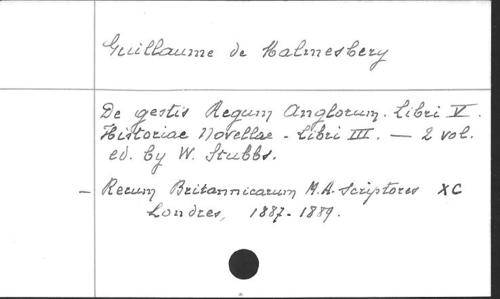 Guillaume de Malmesbery
De gestis Regum Anglorum. Libri V.
Historiae Novellae - Libri III. — 2 vol.
ed. by W. Stubbs.
— Recum Britannicarum M.A. Scriptores XC
Londres, 1887-1889.